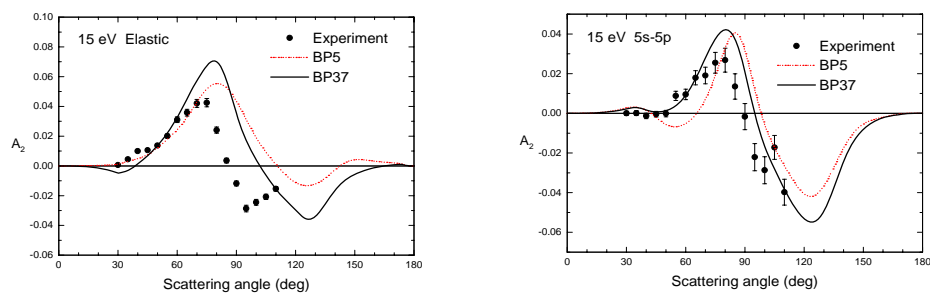 0.10
15 eV Elastic
Experiment
BP5
BP37
0.08
0.06
0.04
0.02
0.00
-0.02
-0.04
-0.06
A2
0 30 60 90 120 150 180
Scattering angle (deg)
15 eV 5s-5p
Experiment
BP5
BP37
0.04
0.02
0.00
-0.02
-0.04
-0.06
A2
0 30 60 90 120 150 180
Scattering angle (deg)